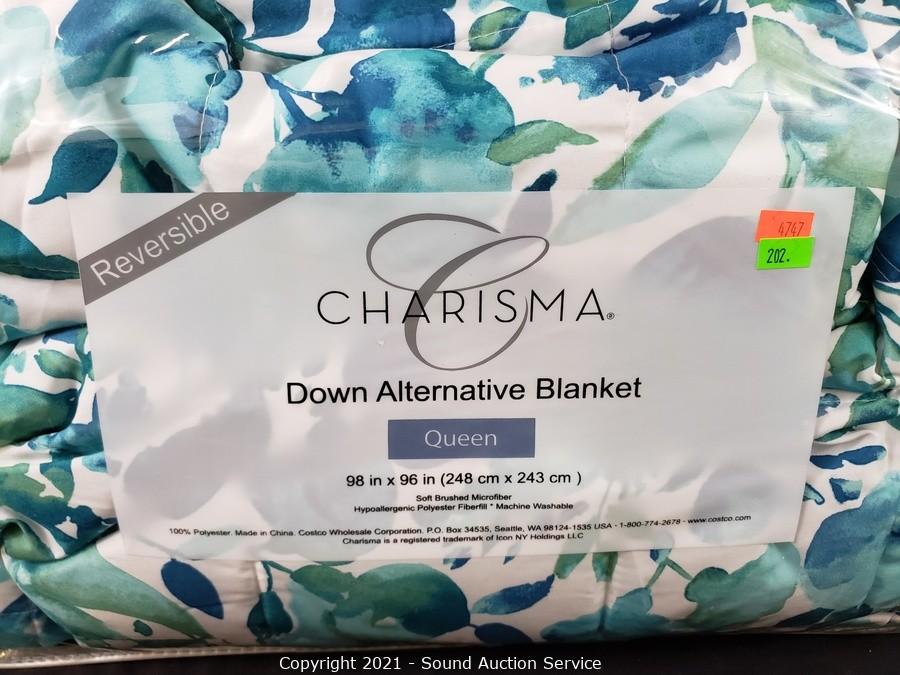 Reversible
4747
202.
C
CHARISMA®
Down Alternative Blanket
Queen
98 in x 96 in (248 cm x 243 cm )
Soft Brushed Microfiber
Hypoallergenic Polyester Fiberfill * Machine Washable
100% Polyester. Made in China. Costco Wholesale Corporation. P.O. Box 34535, Seattle, WA 98124-1535 USA - 1-800-774-2678 - www.costco.com
Charisma is a registered trademark of Icon NY Holdings LLC
Copyright 2021 - Sound Auction Service